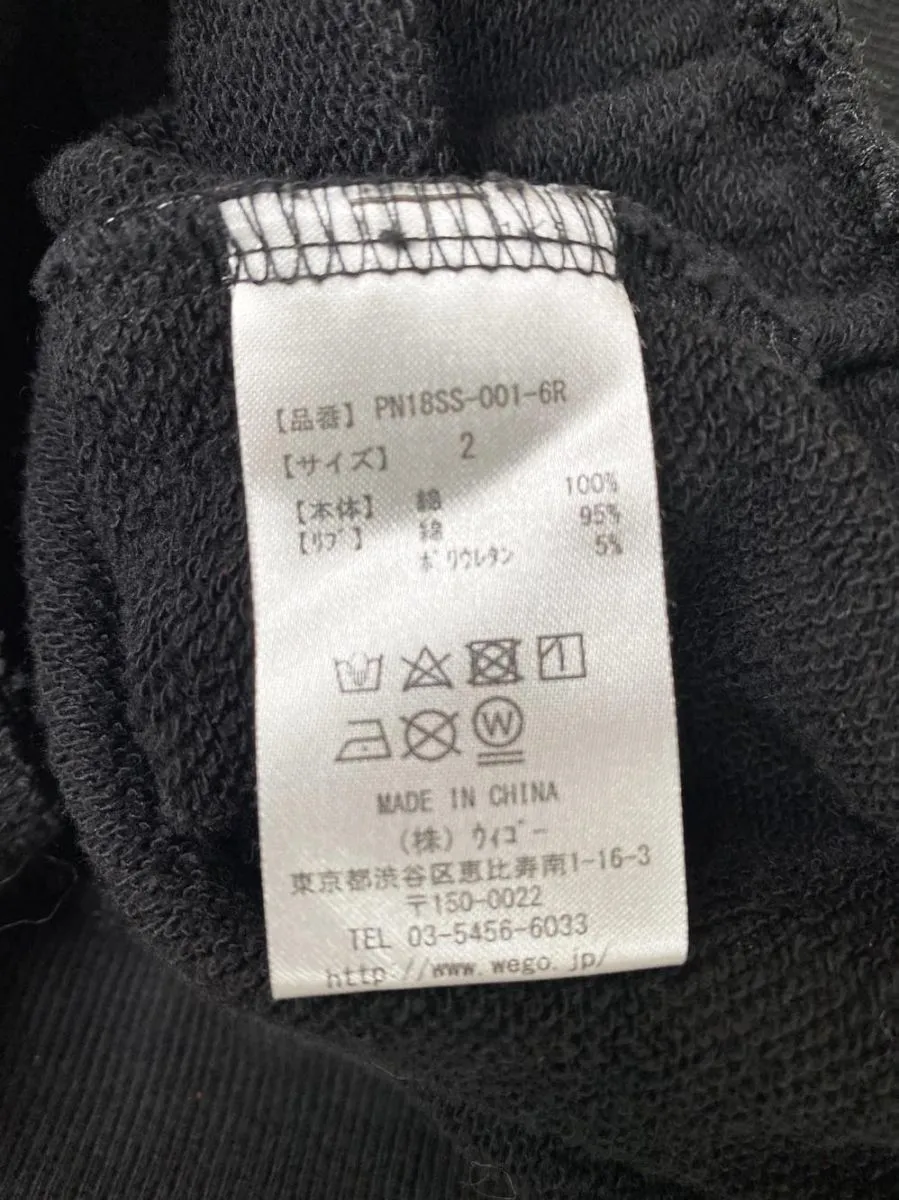 【品番】 PN18SS-001-6R
【サイズ】 2
【本体】 綿 100%
【ﾘﾌﾞ】 綿 95%
ﾎﾟﾘｳﾚﾀﾝ 5%
1
W
MADE IN CHINA
(株) ｳｨｺﾞｰ
東京都渋谷区恵比寿南1-16-3
〒150-0022
TEL 03-5456-6033
http://www.wego.jp/